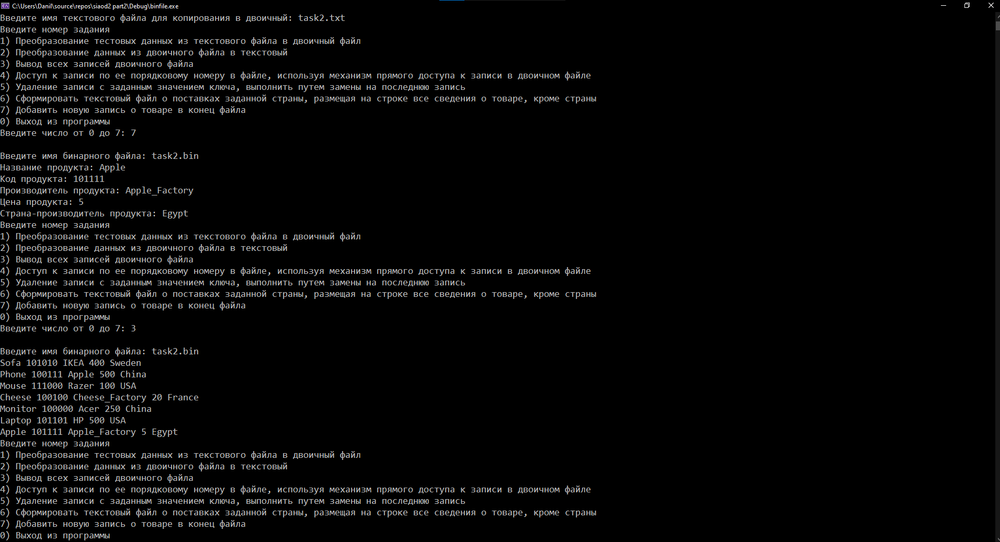 C:\Users\Danil\source\repos\siaod2 part2\Debug\binfile.exe
Введите имя текстового файла для копирования в двоичный: task2.txt
Введите номер задания
1) Преобразование тестовых данных из текстового файла в двоичный файл
2) Преобразование данных из двоичного файла в текстовый
3) Вывод всех записей двоичного файла
4) Доступ к записи по ее порядковому номеру в файле, используя механизм прямого доступа к записи в двоичном файле
5) Удаление записи с заданным значением ключа, выполнить путем замены на последнюю запись
6) Сформировать текстовый файл о поставках заданной страны, размещая на строке все сведения о товаре, кроме страны
7) Добавить новую запись о товаре в конец файла
0) Выход из программы
Введите число от 0 до 7: 7
Введите имя бинарного файла: task2.bin
Название продукта: Apple
Код продукта: 101111
Производитель продукта: Apple_Factory
Цена продукта: 5
Страна-производитель продукта: Egypt
Введите номер задания
1) Преобразование тестовых данных из текстового файла в двоичный файл
2) Преобразование данных из двоичного файла в текстовый
3) Вывод всех записей двоичного файла
4) Доступ к записи по ее порядковому номеру в файле, используя механизм прямого доступа к записи в двоичном файле
5) Удаление записи с заданным значением ключа, выполнить путем замены на последнюю запись
6) Сформировать текстовый файл о поставках заданной страны, размещая на строке все сведения о товаре, кроме страны
7) Добавить новую запись о товаре в конец файла
0) Выход из программы
Введите число от 0 до 7: 3
Введите имя бинарного файла: task2.bin
Sofa 101010 IKEA 400 Sweden
Phone 100111 Apple 500 China
Mouse 111000 Razer 100 USA
Cheese 100100 Cheese_Factory 20 France
Monitor 100000 Acer 250 China
Laptop 101101 HP 500 USA
Apple 101111 Apple_Factory 5 Egypt
Введите номер задания
1) Преобразование тестовых данных из текстового файла в двоичный файл
2) Преобразование данных из двоичного файла в текстовый
3) Вывод всех записей двоичного файла
4) Доступ к записи по ее порядковому номеру в файле, используя механизм прямого доступа к записи в двоичном файле
5) Удаление записи с заданным значением ключа, выполнить путем замены на последнюю запись
6) Сформировать текстовый файл о поставках заданной страны, размещая на строке все сведения о товаре, кроме страны
7) Добавить новую запись о товаре в конец файла
0) Выход из программы